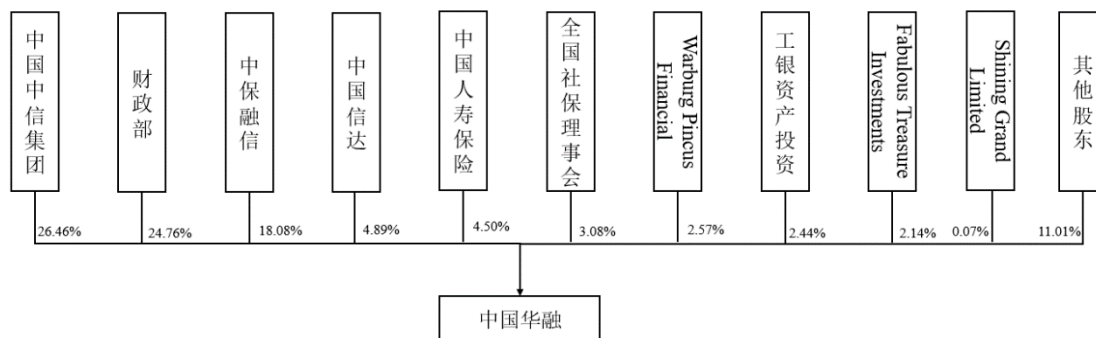 中国中信集团
财政部
中保融信
中国信达
中国人寿保险
全国社保理事会
Warburg Pincus
Financial
工银资产投资
Fabulous Treasure
Investments
Shining Grand
Limited
其他股东
26.46%
24.76%
18.08%
4.89%
4.50%
3.08%
2.57%
2.44%
2.14%
0.07%
11.01%
中国华融